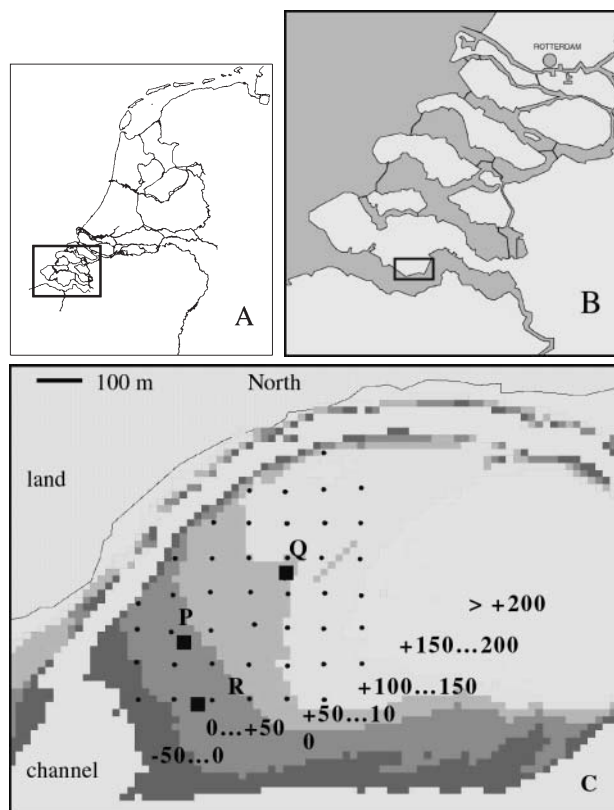 A
ROTTERDAM
B
100 m
North
land
Q
> +200
P
+150...200
R
+100...150
0...+50
+50...10
0
-50...0
channel
C